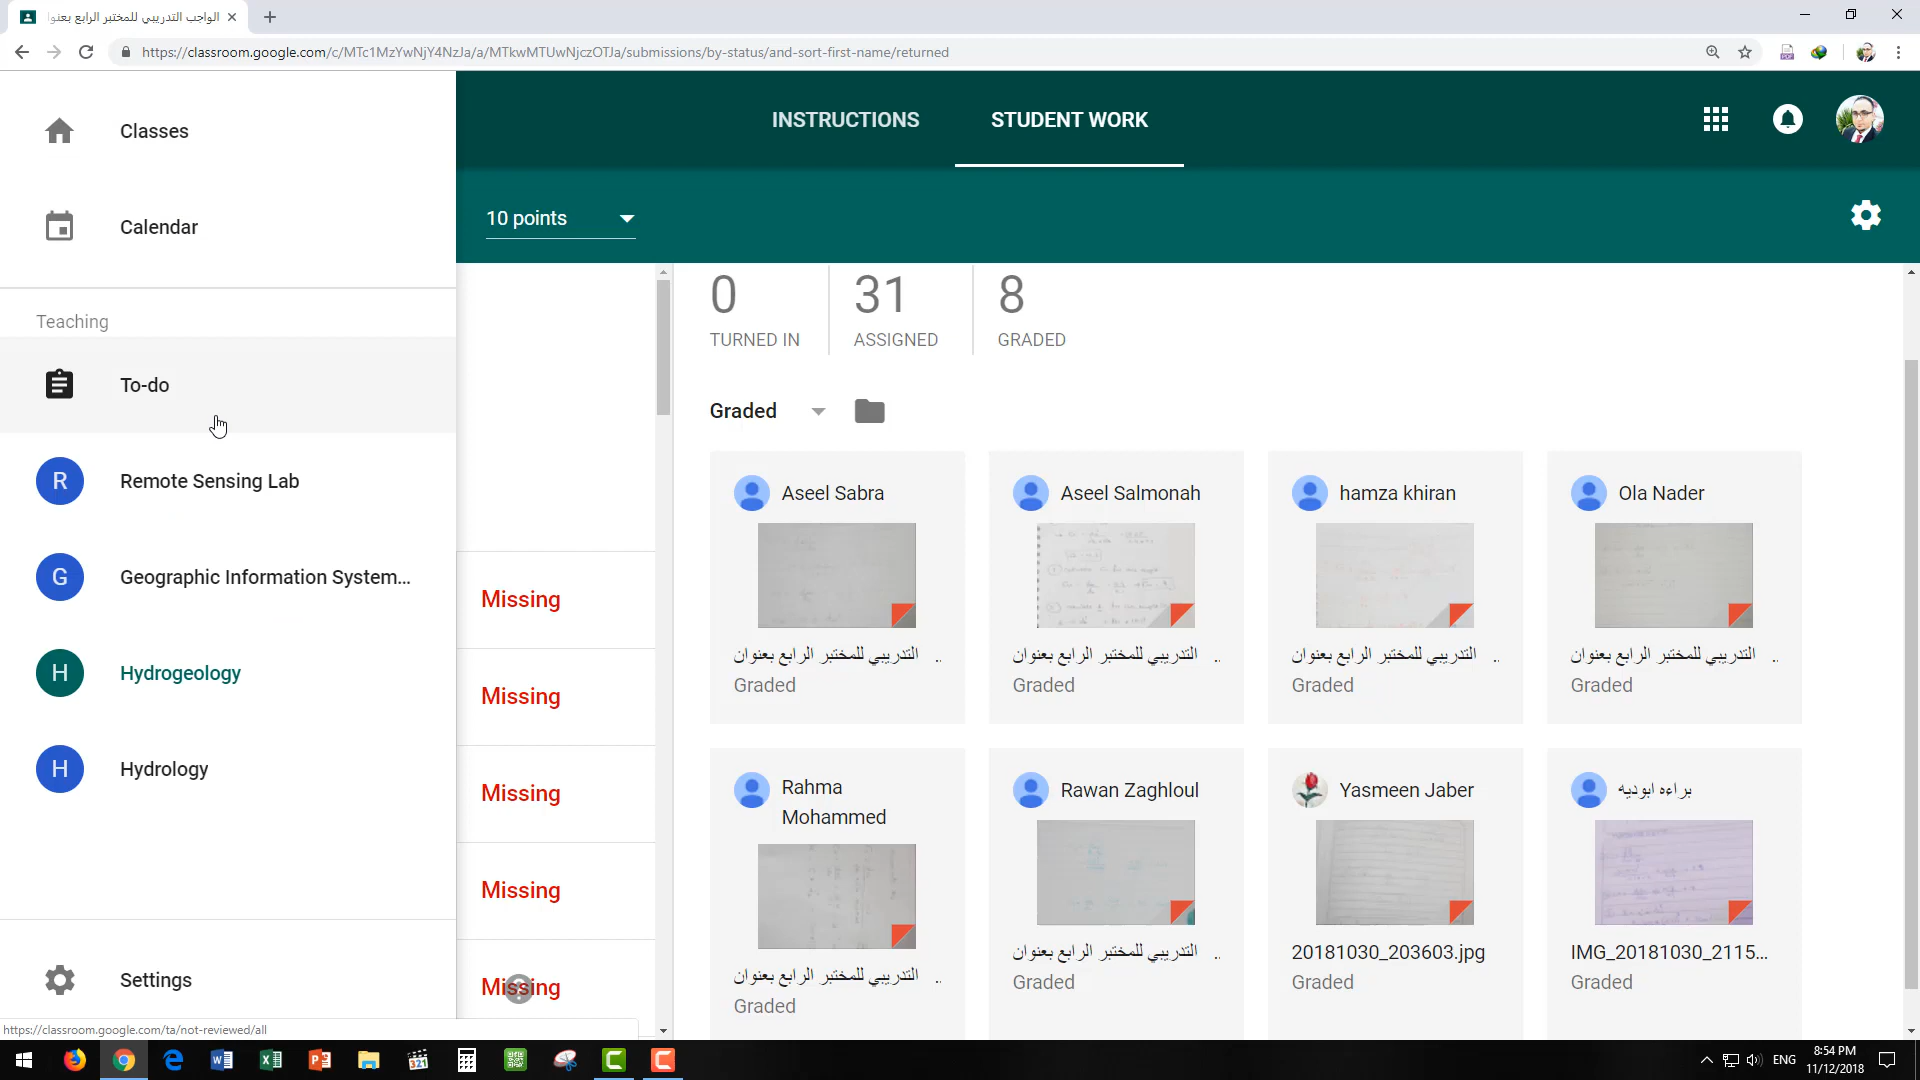 الواجب التدريبي للمختبر الرابع بعنوا
https://classroom.google.com/c/MTc1MzYwNjY4NzJa/a/MTkwMTUwNjczOTJa/submissions/by-status/and-sort-first-name/returned
Classes
Calendar
Teaching
To-do
R Remote Sensing Lab
G Geographic Information System...
H Hydrogeology
H Hydrology
Settings
https://classroom.google.com/ta/not-reviewed/all
INSTRUCTIONS STUDENT WORK
10 points
Missing
Missing
Missing
Missing
Missing
0 31 8
TURNED IN ASSIGNED GRADED
Graded
Aseel Sabra
التدريبي للمختبر الرابع بعنوان ..
Graded
Aseel Salmonah
التدريبي للمختبر الرابع بعنوان ..
Graded
hamza khiran
التدريبي للمختبر الرابع بعنوان ..
Graded
Ola Nader
التدريبي للمختبر الرابع بعنوان ..
Graded
Rahma
Mohammed
التدريبي للمختبر الرابع بعنوان ..
Graded
Rawan Zaghloul
التدريبي للمختبر الرابع بعنوان ..
Graded
Yasmeen Jaber
20181030_203603.jpg
Graded
براءه ابوديه
IMG_20181030_2115...
Graded
ENG
8:54 PM
11/12/2018